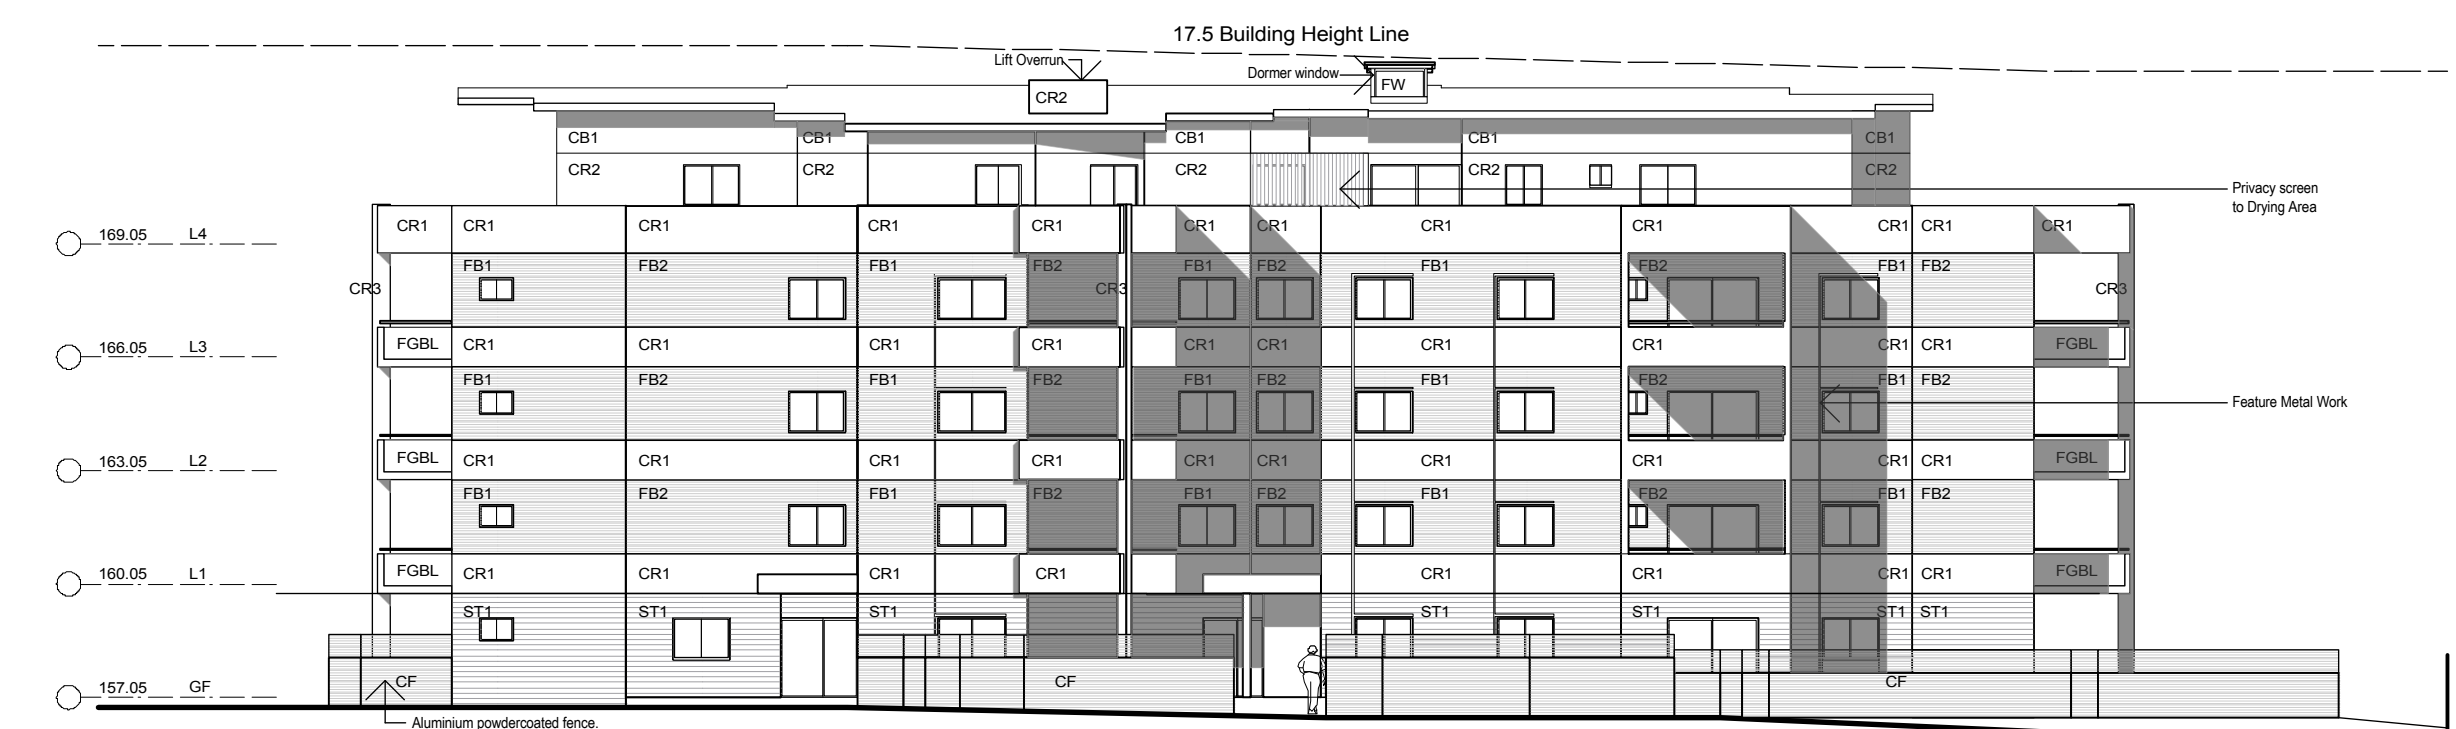 17.5 Building Height Line
Lift Overrun
Dormer window
CR2
FW
CB1 CB1 CB1 CB1 CB1
CR2 CR2 CR2 CR2 CR2
Privacy screen
to Drying Area
169.05 L4
CR1 CR1 CR1 CR1 CR1 CR1 CR1 CR1 CR1 CR1 CR1 CR1
FB1 FB2 FB1 FB2 FB1 FB2 FB1 FB2 FB1 FB2
CR3 CR3 CR3
166.05 L3
FGBL CR1 CR1 CR1 CR1 CR1 CR1 CR1 CR1 CR1 CR1 FGBL
FB1 FB2 FB1 FB2 FB1 FB2 FB1 FB2 FB1 FB2
Feature Metal Work
163.05 L2
FGBL CR1 CR1 CR1 CR1 CR1 CR1 CR1 CR1 CR1 CR1 FGBL
FB1 FB2 FB1 FB2 FB1 FB2 FB1 FB2 FB1 FB2
160.05 L1
FGBL CR1 CR1 CR1 CR1 CR1 CR1 CR1 CR1 FGBL
ST1 ST1 ST1 ST1 ST1 ST1 ST1
157.05 GF
CF CF CF
Aluminium powdercoated fence.